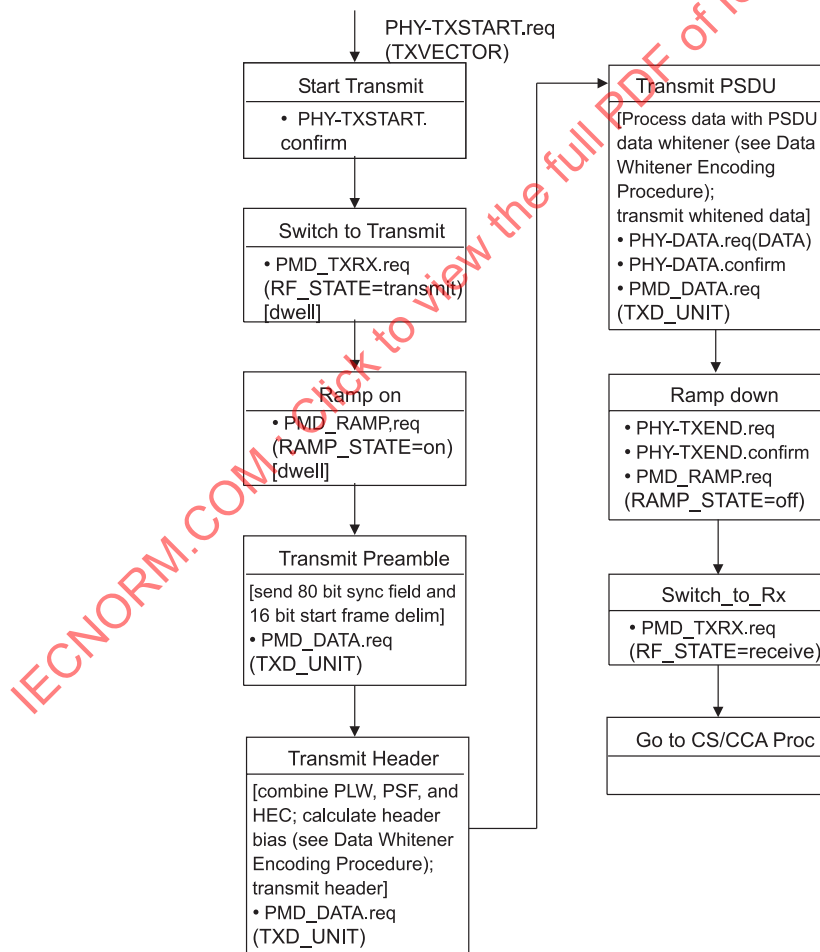 PHY-TXSTART.req
(TXVECTOR)
Start Transmit
• PHY-TXSTART.
confirm
Switch to Transmit
• PMD_TXRX.req
(RF_STATE=transmit)
[dwell]
Ramp on
• PMD_RAMP,req
(RAMP_STATE=on)
[dwell]
Transmit Preamble
[send 80 bit sync field and
16 bit start frame delim]
• PMD_DATA.req
(TXD_UNIT)
Transmit Header
[combine PLW, PSF, and
HEC; calculate header
bias (see Data Whitener
Encoding Procedure);
transmit header]
• PMD_DATA.req
(TXD_UNIT)
Transmit PSDU
[Process data with PSDU
data whitener (see Data
Whitener Encoding
Procedure);
transmit whitened data]
• PHY-DATA.req(DATA)
• PHY-DATA.confirm
• PMD_DATA.req
(TXD_UNIT)
Ramp down
• PHY-TXEND.req
• PHY-TXEND.confirm
• PMD_RAMP.req
(RAMP_STATE=off)
Switch_to_Rx
• PMD_TXRX.req
(RF_STATE=receive)
Go to CS/CCA Proc
IECNORM.COM : Click to view the full PDF of